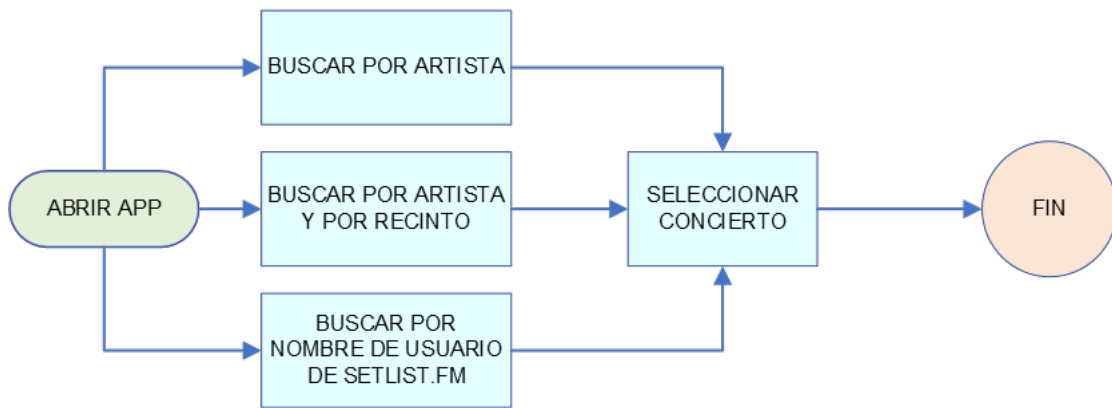 BUSCAR POR ARTISTA
ABRIR APP
BUSCAR POR ARTISTA
Y POR RECINTO
SELECCIONAR
CONCIERTO
FIN
BUSCAR POR
NOMBRE DE USUARIO
DE SETLIST.FM